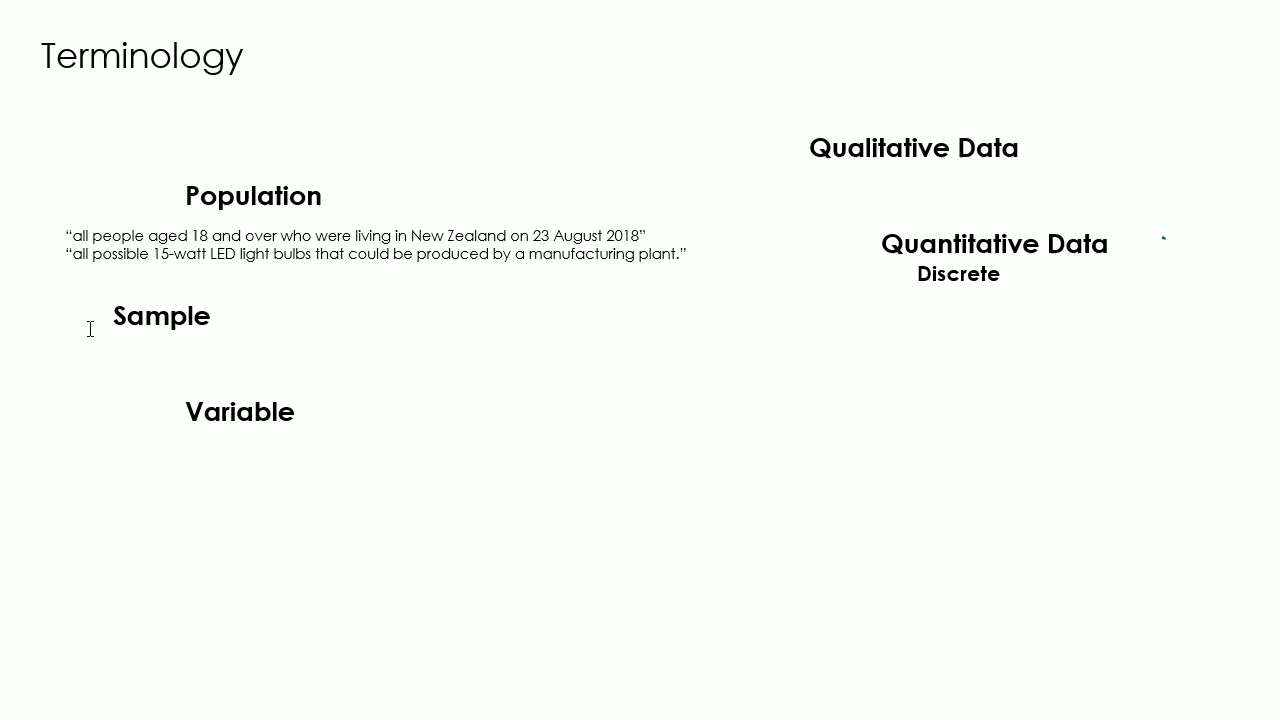 Terminology
Population
“all people aged 18 and over who were living in New Zealand on 23 August 2018”
“all possible 15-watt LED light bulbs that could be produced by a manufacturing plant.”
Sample
Variable
Qualitative Data
Quantitative Data
Discrete